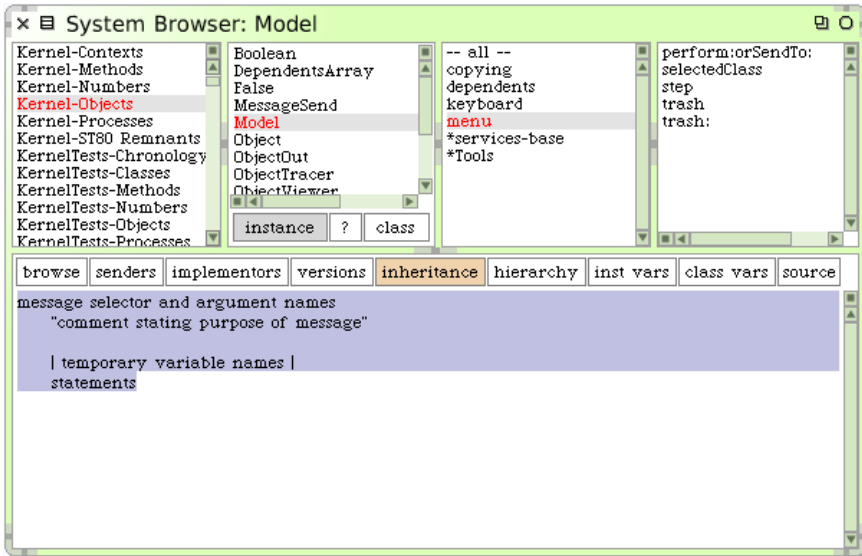 System Browser: Model
Kernel-Contexts
Kernel-Methods
Kernel-Numbers
Kernel-Objects
Kernel-Processes
Kernel-ST80 Remnants
KernelTests-Chronology
KernelTests-Classes
KernelTests-Methods
KernelTests-Numbers
KernelTests-Objects
KernelTests-Processes
Boolean
DependentsArray
False
MessageSend
Model
Object
ObjectOut
ObjectTracer
ObjectViewer
instance ? class
-- all --
copying
dependents
keyboard
menu
*services-base
*Tools
perform:orSendTo:
selectedClass
step
trash
trash:
browse senders implementors versions inheritance hierarchy inst vars class vars source
message selector and argument names
"comment stating purpose of message"
| temporary variable names |
statements